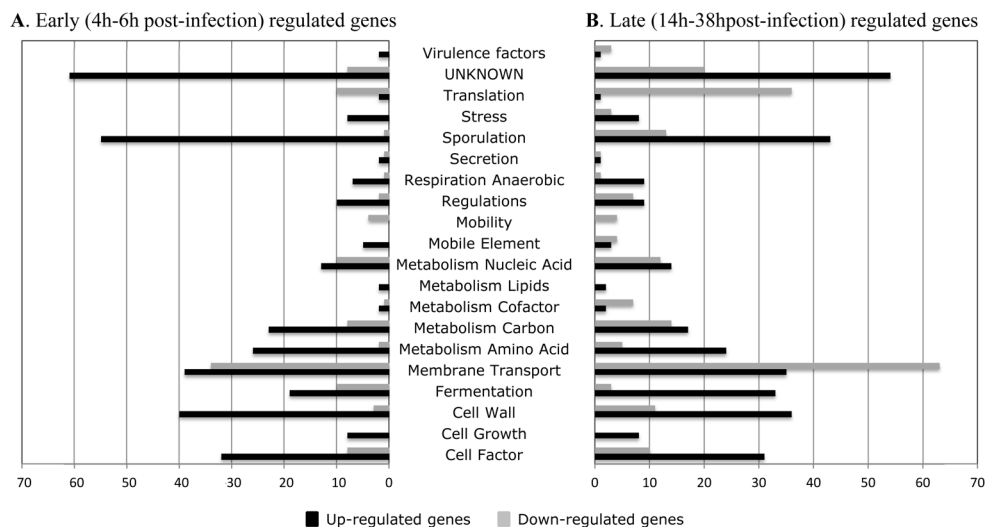 A. Early (4h-6h post-infection) regulated genes
B. Late (14h-38hpost-infection) regulated genes
Virulence factors
UNKNOWN
Translation
Stress
Sporulation
Secretion
Respiration Anaerobic
Regulations
Mobility
Mobile Element
Metabolism Nucleic Acid
Metabolism Lipids
Metabolism Cofactor
Metabolism Carbon
Metabolism Amino Acid
Membrane Transport
Fermentation
Cell Wall
Cell Growth
Cell Factor
70 60 50 40 30 20 10 0
0 10 20 30 40 50 60 70
Up-regulated genes Down-regulated genes